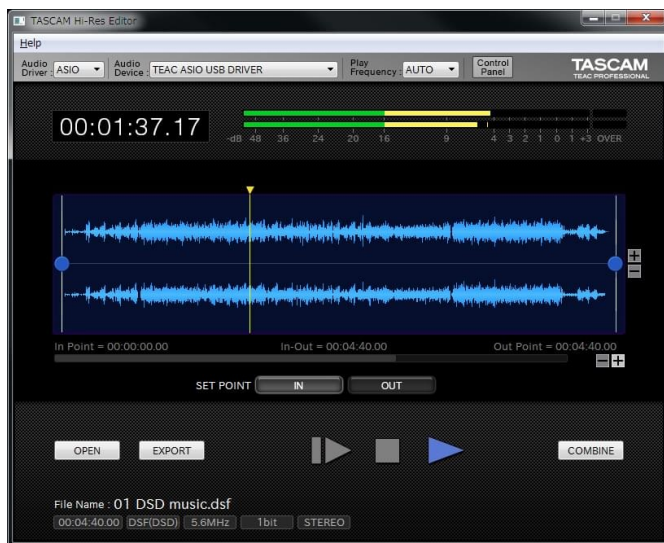 TASCAM Hi-Res Editor
Help
Audio Driver : ASIO Audio Device : TEAC ASIO USB DRIVER Play Frequency : AUTO Control Panel TASCAM
TEAC PROFESSIONAL
00:01:37.17
-dB 48 36 24 20 16 9 4 3 2 1 0 1 +3 OVER
In Point = 00:00:00.00 In-Out = 00:04:40.00 Out Point = 00:04:40.00
SET POINT IN OUT
OPEN EXPORT COMBINE
File Name : 01 DSD music.dsf
00:04:40.00 DSF(DSD) 5.6MHz 1bit STEREO